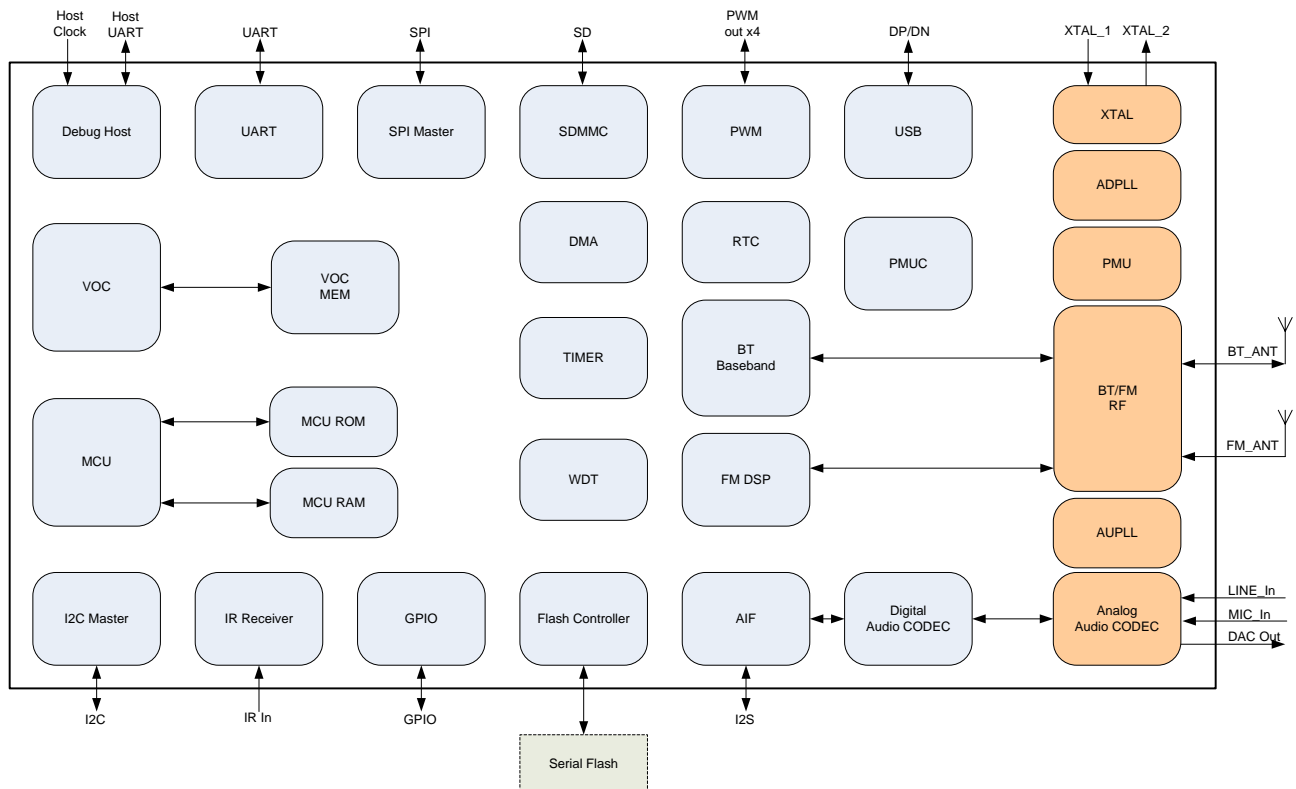 Host
Clock
Host
UART
UART
SPI
SD
PWM
out x4
DP/DN
XTAL_1
XTAL_2
Debug Host
UART
SPI Master
SDMMC
PWM
USB
XTAL
ADPLL
DMA
RTC
PMUC
PMU
VOC
VOC
MEM
TIMER
BT
Baseband
BT/FM
RF
BT_ANT
MCU ROM
MCU
MCU RAM
WDT
FM DSP
FM_ANT
AUPLL
I2C Master
IR Receiver
GPIO
Flash Controller
AIF
Digital
Audio CODEC
Analog
Audio CODEC
LINE_In
MIC_In
DAC Out
I2C
IR In
GPIO
I2S
Serial Flash